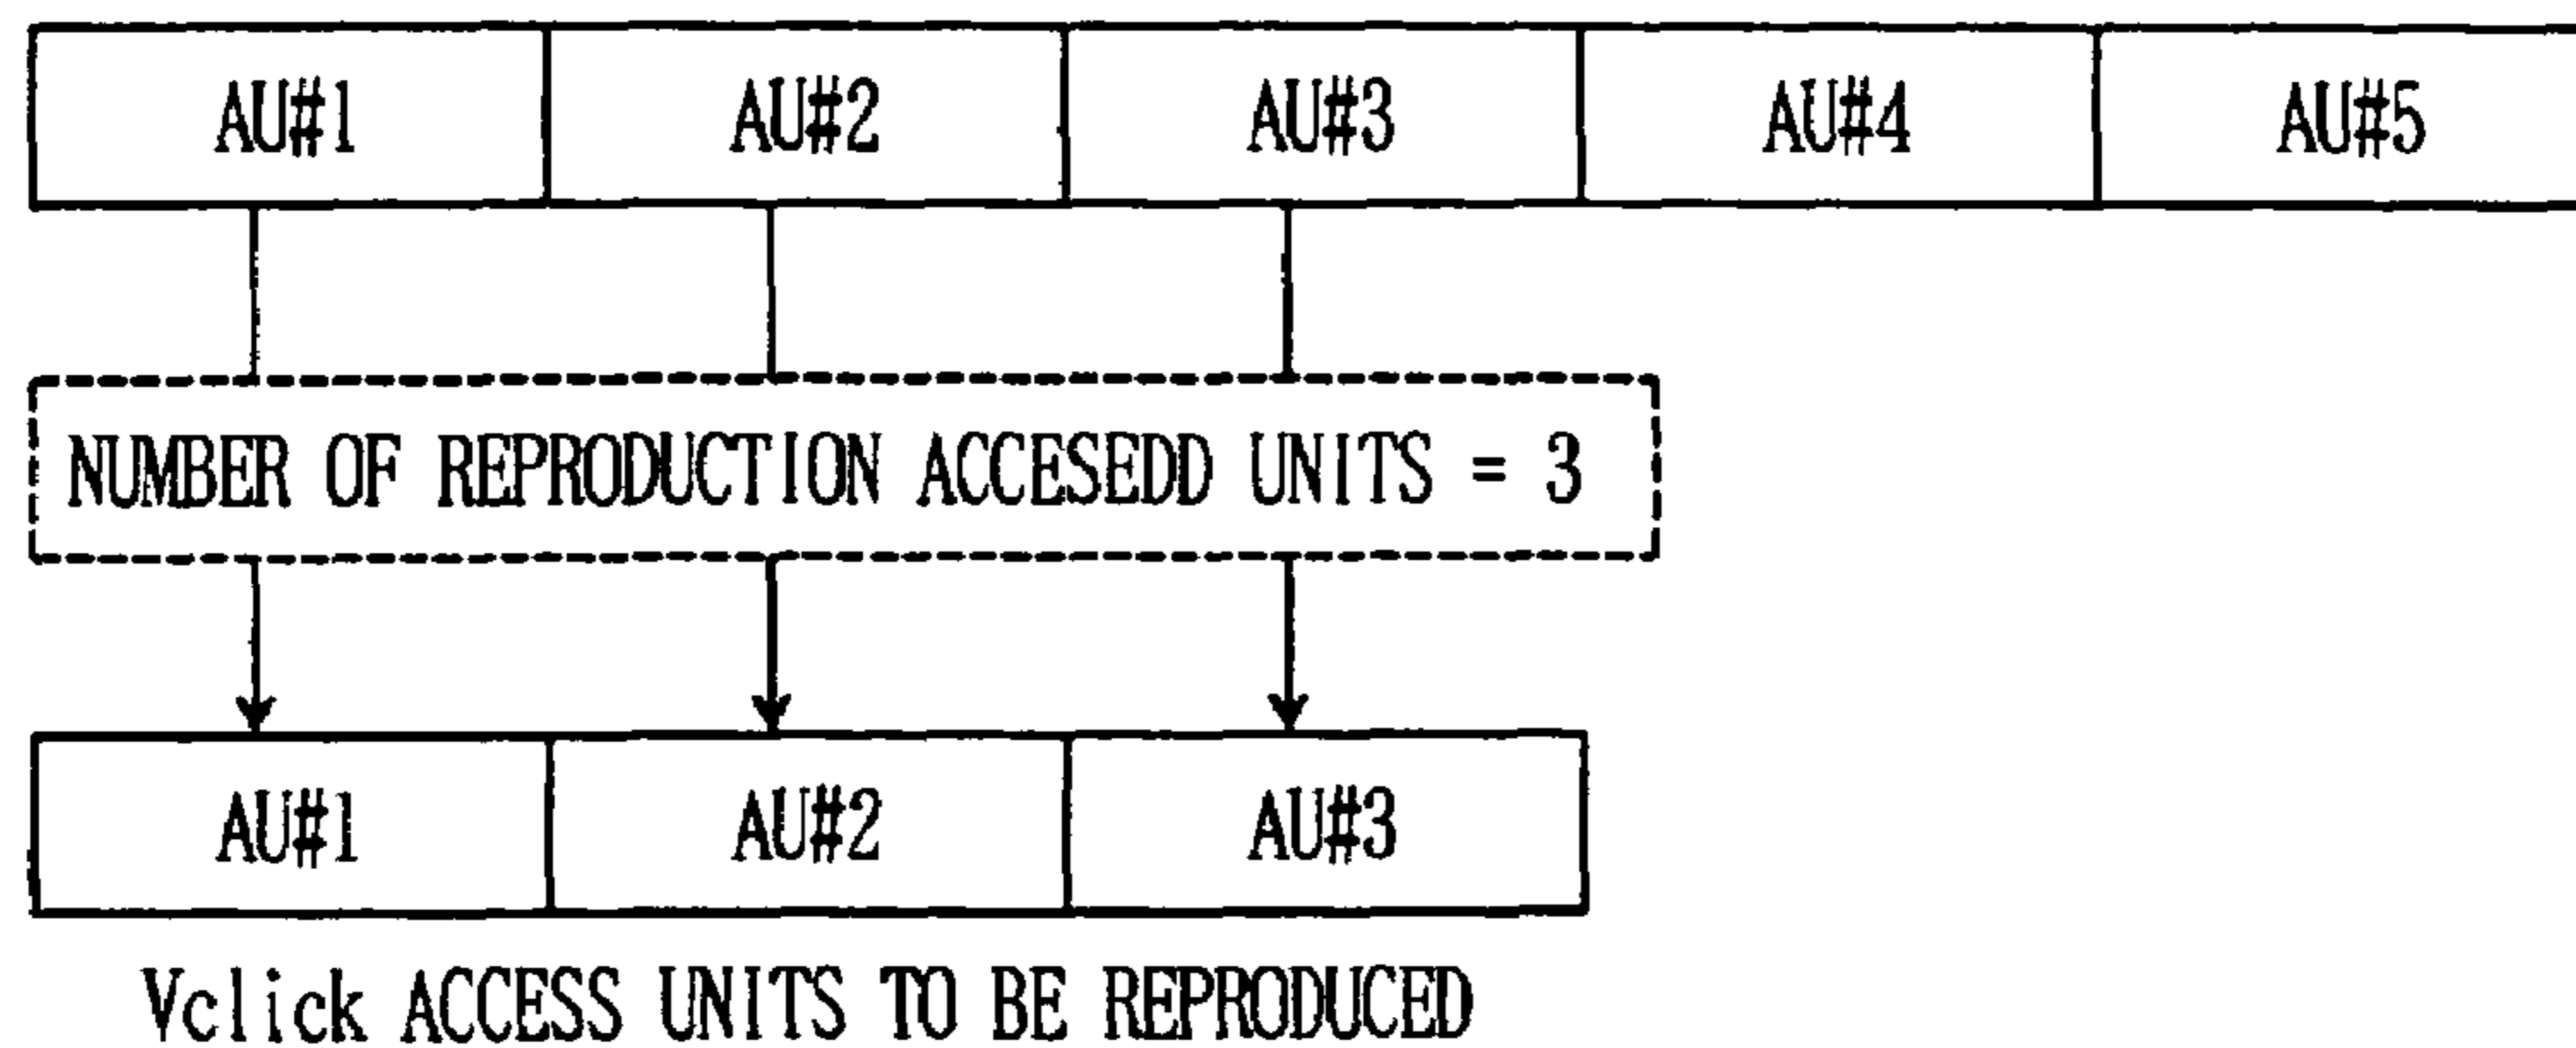 AU#1 AU#2 AU#3 AU#4 AU#5
NUMBER OF REPRODUCTION ACCESEDD UNITS = 3
AU#1 AU#2 AU#3
Vclick ACCESS UNITS TO BE REPRODUCED